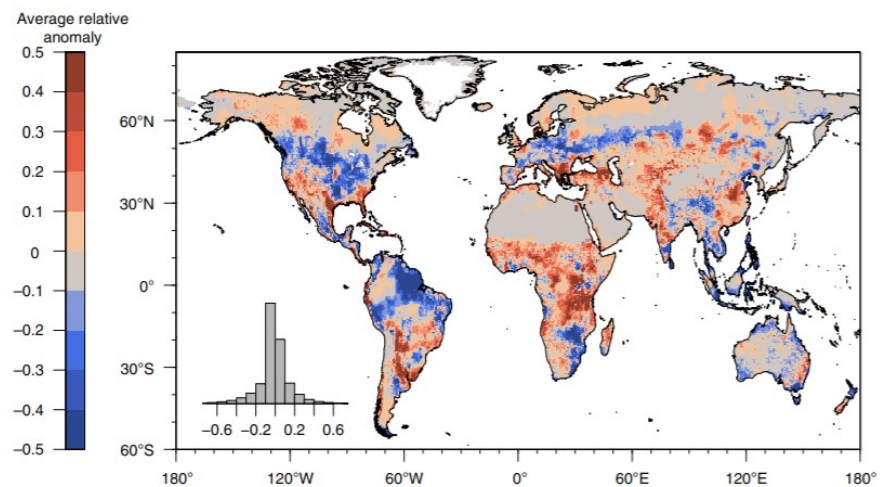 Average relative
anomaly
0.5
0.4
0.3
0.2
0.1
0
−0.1
−0.2
−0.3
−0.4
−0.5
60°N
30°N
0°
30°S
60°S
−0.6 −0.2 0.2 0.6
180° 120°W 60°W 0° 60°E 120°E 180°